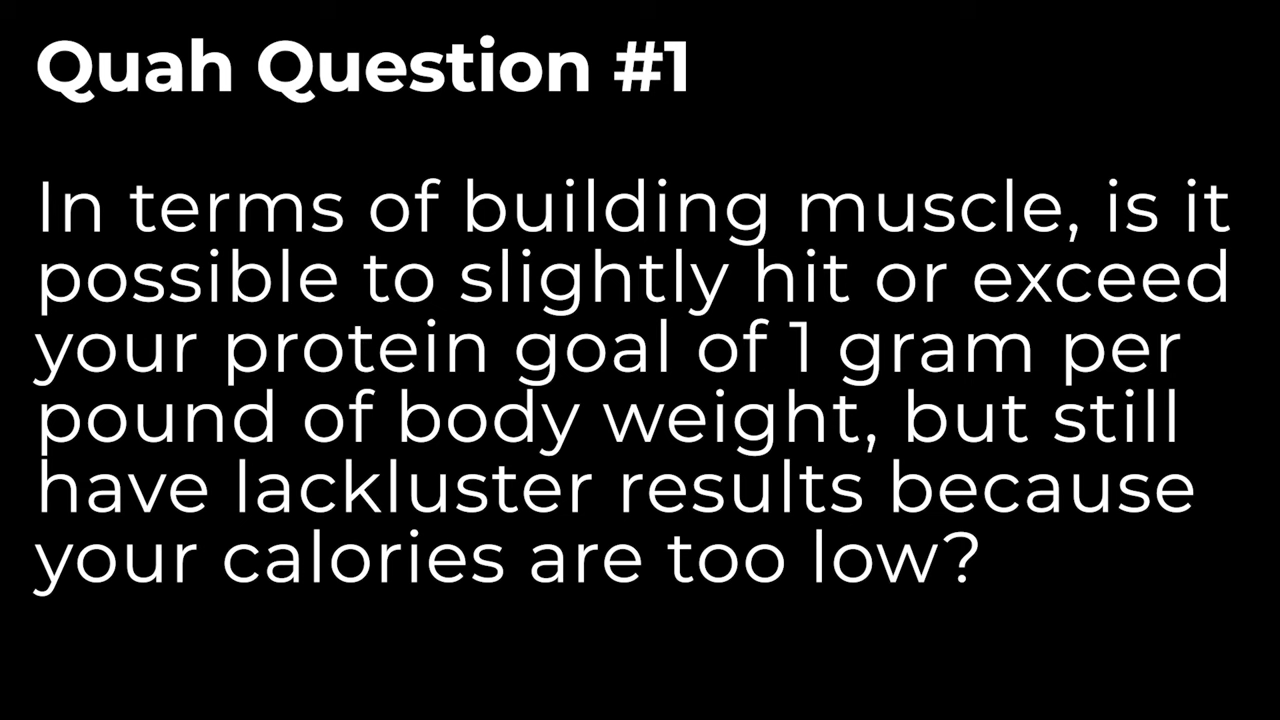 Quah Question #1
In terms of building muscle, is it
possible to slightly hit or exceed
your protein goal of 1 gram per
pound of body weight, but still
have lackluster results because
your calories are too low?